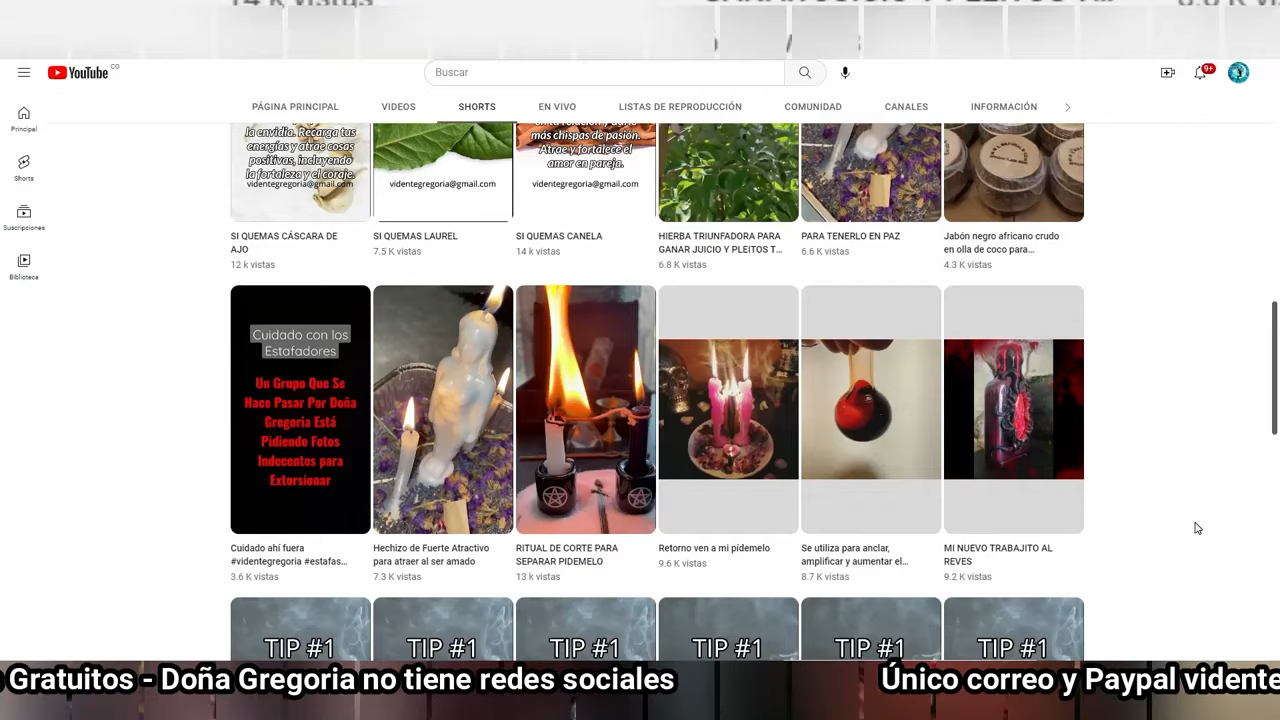 14 k vistas
YouTube CO
Buscar
9+
PÁGINA PRINCIPAL VIDEOS SHORTS EN VIVO LISTAS DE REPRODUCCIÓN COMUNIDAD CANALES INFORMACIÓN
Principal
Shorts
Suscripciones
Biblioteca
la envidia. Recarga tus
energías y atrae cosas
positivas, incluyendo
la fortaleza y el coraje.
videntegregoria@gmail.com
videntegregoria@gmail.com
más chispas de pasión.
Atrae y fortalece el
amor en pareja.
videntegregoria@gmail.com
SI QUEMAS CÁSCARA DE
AJO
12 k vistas
SI QUEMAS LAUREL
7.5 K vistas
SI QUEMAS CANELA
14 k vistas
HIERBA TRIUNFADORA PARA
GANAR JUICIO Y PLEITOS T...
6.8 K vistas
PARA TENERLO EN PAZ
6.6 K vistas
Jabón negro africano crudo
en olla de coco para...
4.3 K vistas
Cuidado con los
Estafadores
Un Grupo Que Se
Hace Pasar Por Doña
Gregoria Está
Pidiendo Fotos
Indecentes para
Extorsionar
Cuidado ahí fuera
#videntegregoria #estafas...
3.6 K vistas
Hechizo de Fuerte Atractivo
para atraer al ser amado
7.3 K vistas
RITUAL DE CORTE PARA
SEPARAR PIDEMELO
13 k vistas
Retorno ven a mi pídemelo
9.6 K vistas
Se utiliza para anclar,
amplificar y aumentar el...
8.7 K vistas
MI NUEVO TRABAJITO AL
REVES
9.2 K vistas
TIP #1
TIP #1
TIP #1
TIP #1
TIP #1
TIP #1
Gratuitos - Doña Gregoria no tiene redes sociales
Único correo y Paypal vidente